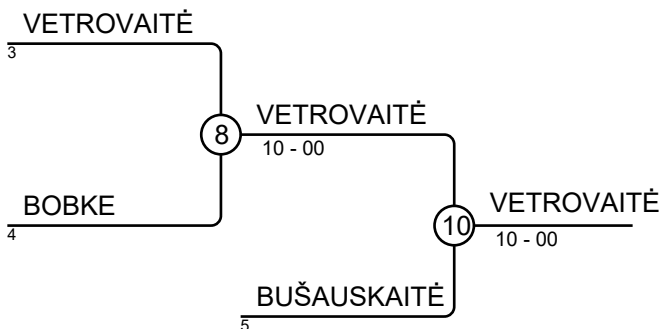 VETROVAITĖ
3
8
VETROVAITĖ
10 - 00
BOBKE
4
10
VETROVAITĖ
10 - 00
BUŠAUSKAITĖ
5